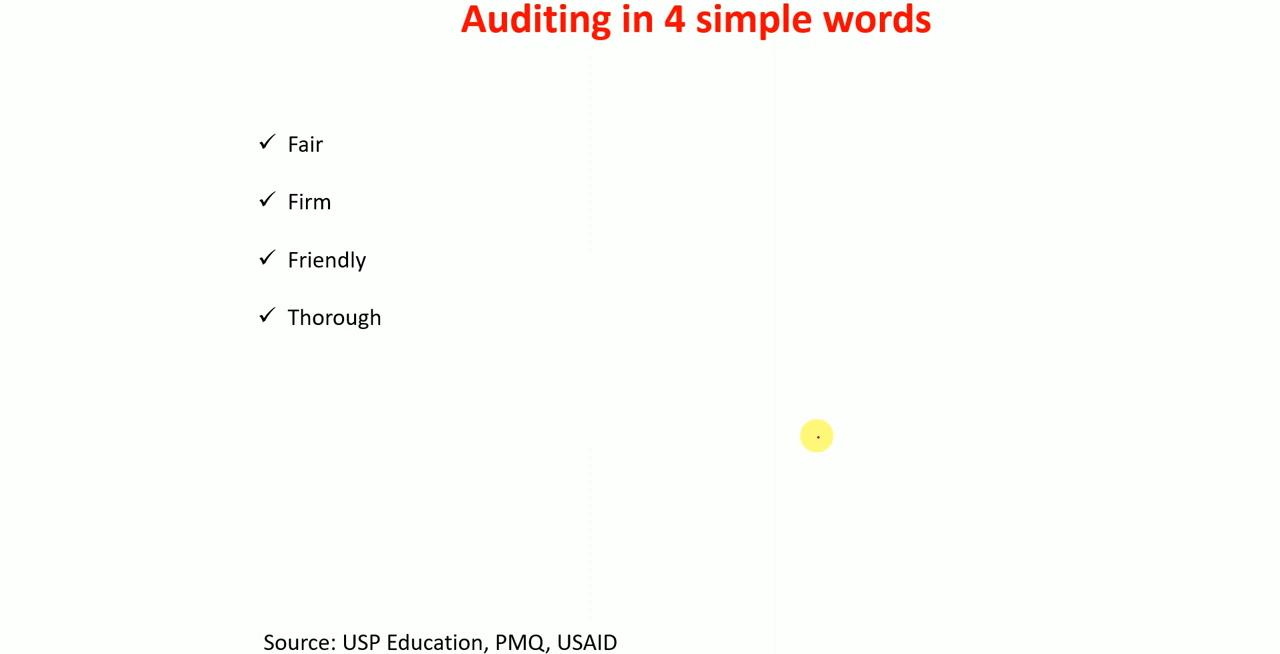 Auditing in 4 simple words
✓ Fair
✓ Firm
✓ Friendly
✓ Thorough
Source: USP Education, PMQ, USAID